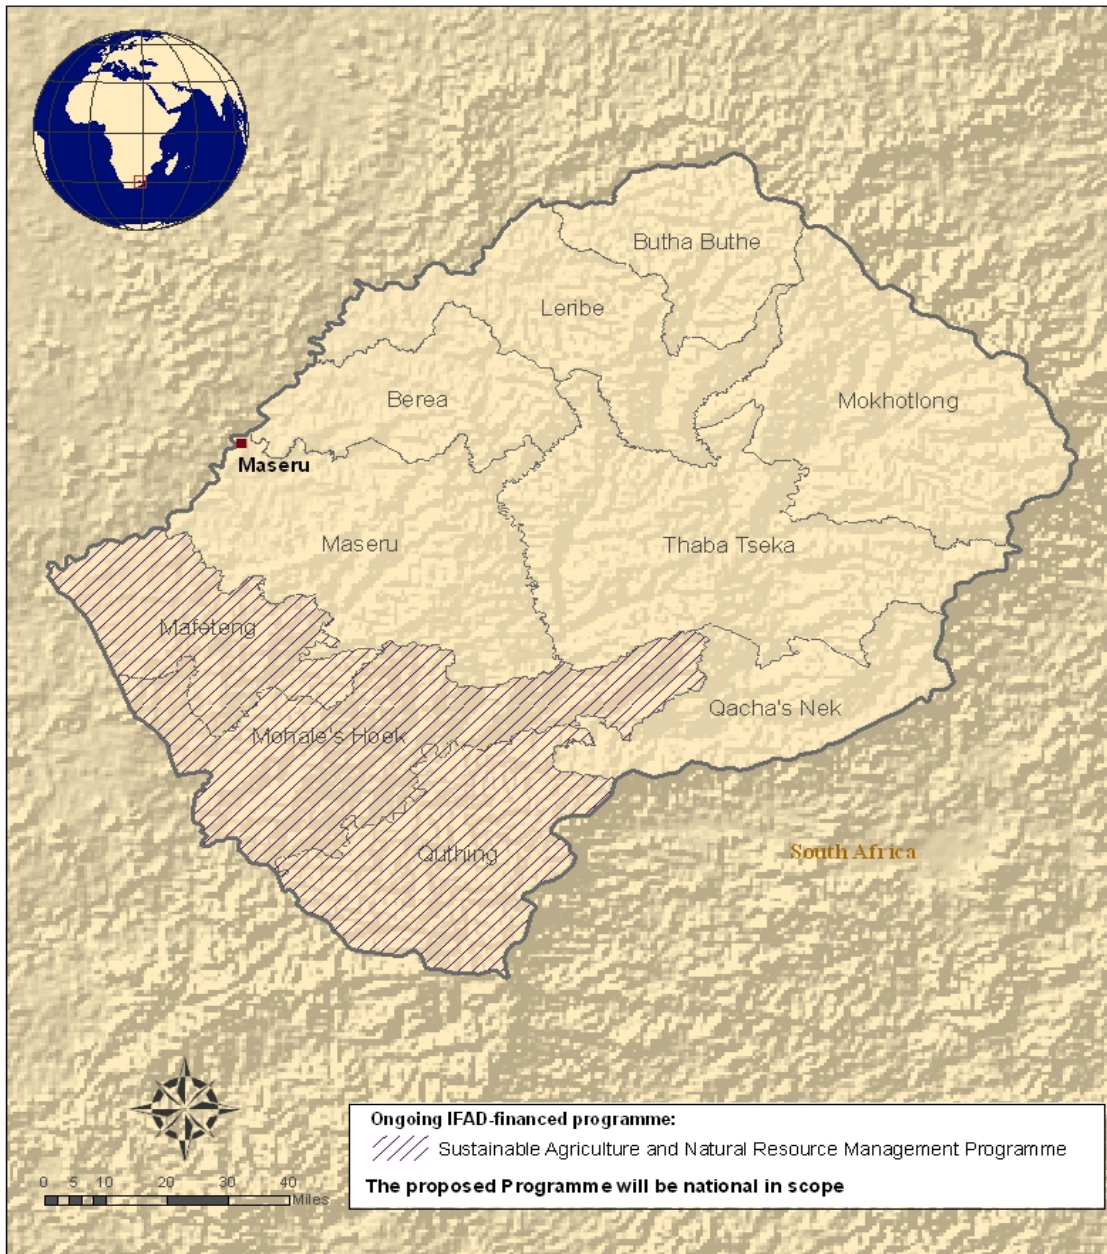 Butha Buthe
Leribe
Berea
Mokhotlong
Maseru
Maseru
Thaba Tseka
Mafeteng
Qacha's Nek
Mohale's Hoek
Quthing
South Africa
Ongoing IFAD-financed programme:
Sustainable Agriculture and Natural Resource Management Programme
The proposed Programme will be national in scope
0 5 10 20 30 40
Miles